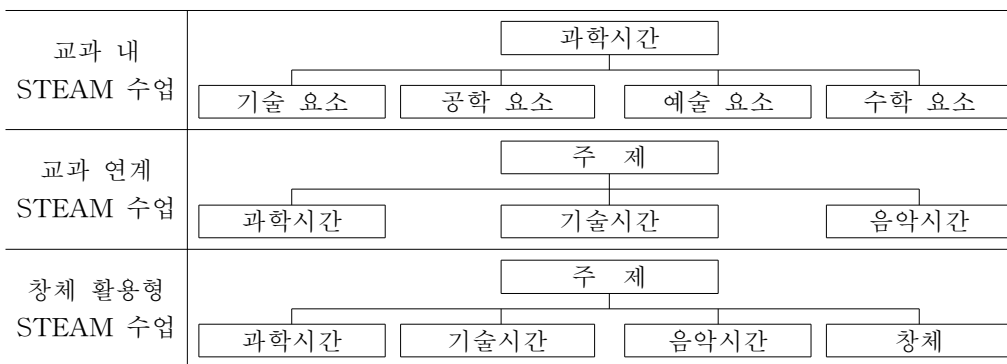 교과 내
STEAM 수업
과학시간
기술 요소 공학 요소 예술 요소 수학 요소
교과 연계
STEAM 수업
주 제
과학시간 기술시간 음악시간
창체 활용형
STEAM 수업
주 제
과학시간 기술시간 음악시간 창체